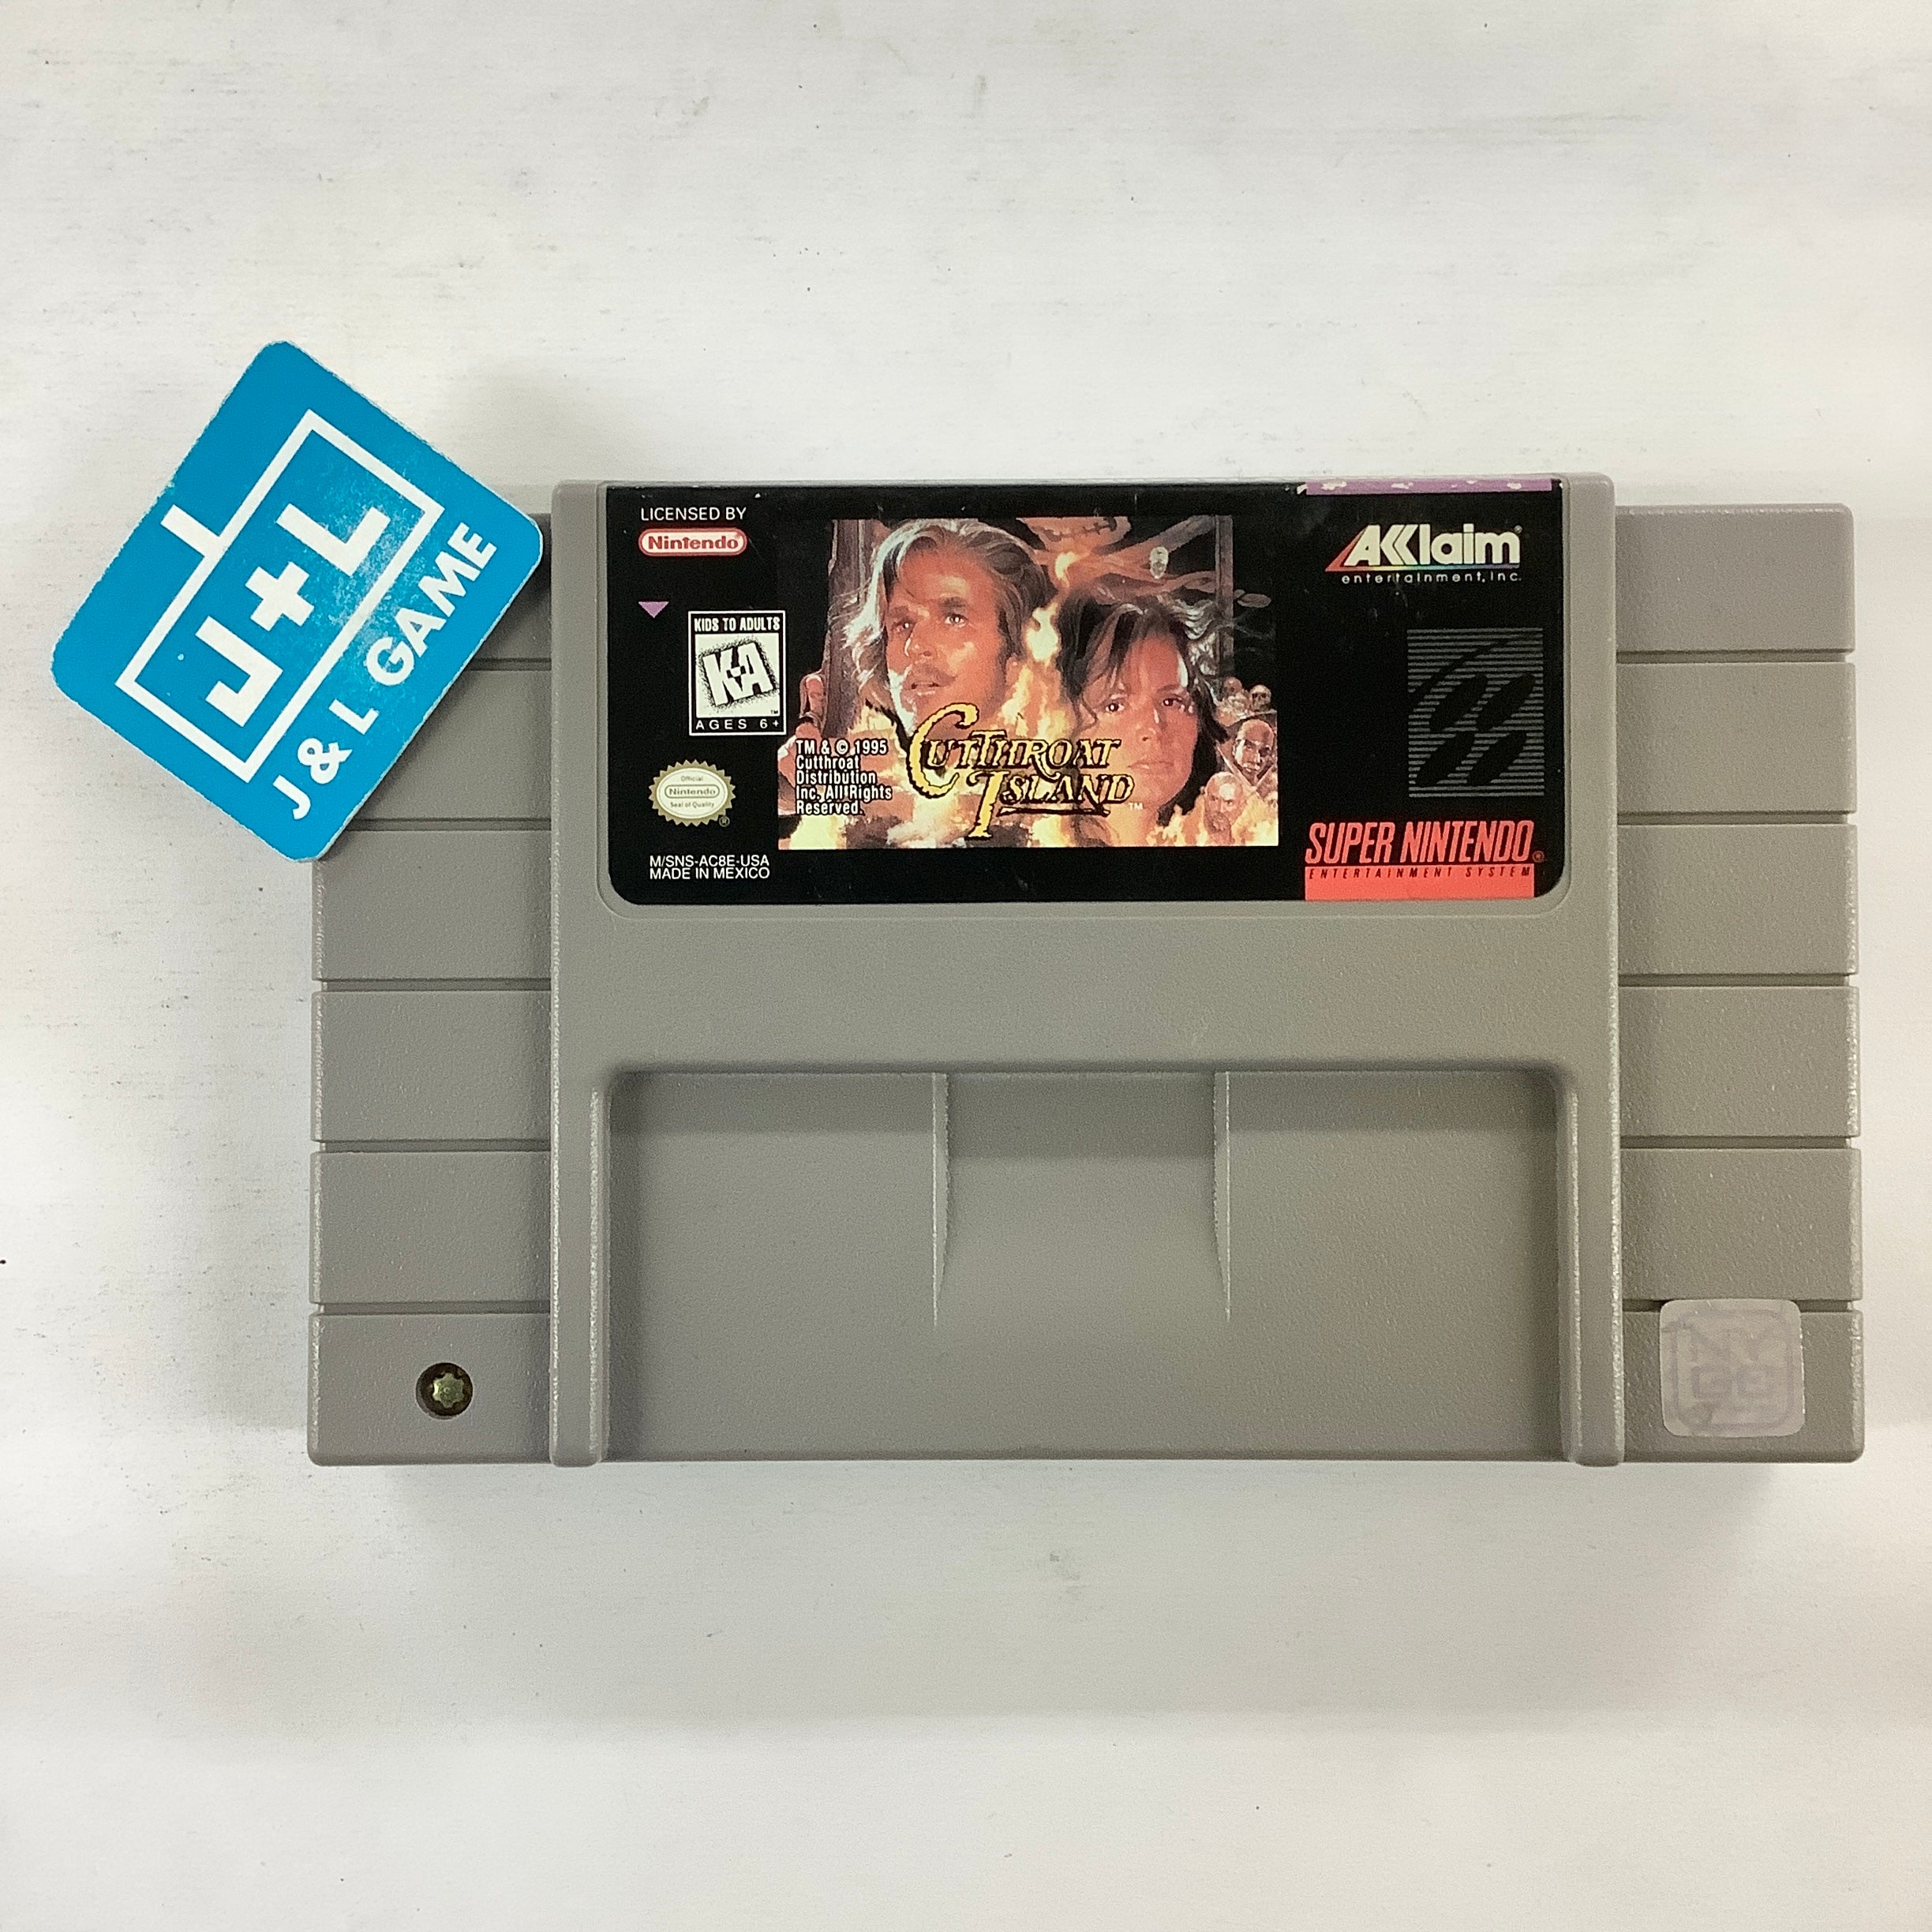 J+L
J & L GAME
LICENSED BY
Nintendo
KIDS TO ADULTS
K-A
TM
AGES 6+
Official
Nintendo
Seal of Quality
®
M/SNS-AC8E-USA
MADE IN MEXICO
TM & © 1995
Cutthroat
Distribution
Inc. All Rights
Reserved.
CUTTHROAT
ISLAND
TM
AKklaim®
entertainment, inc.
SUPER NINTENDO®
ENTERTAINMENT SYSTEM
NY